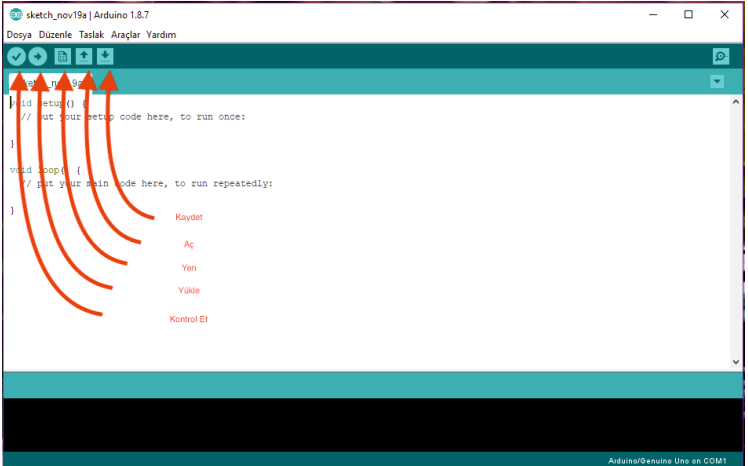 sketch_nov19a | Arduino 1.8.7
Dosya Düzenle Taslak Araçlar Yardım
void setup() {
// put your setup code here, to run once:
}
void loop() {
// put your main code here, to run repeatedly:
}
Kaydet
Aç
Yen
Yükle
Kontrol Et
Arduino/Genuino Uno on COM1